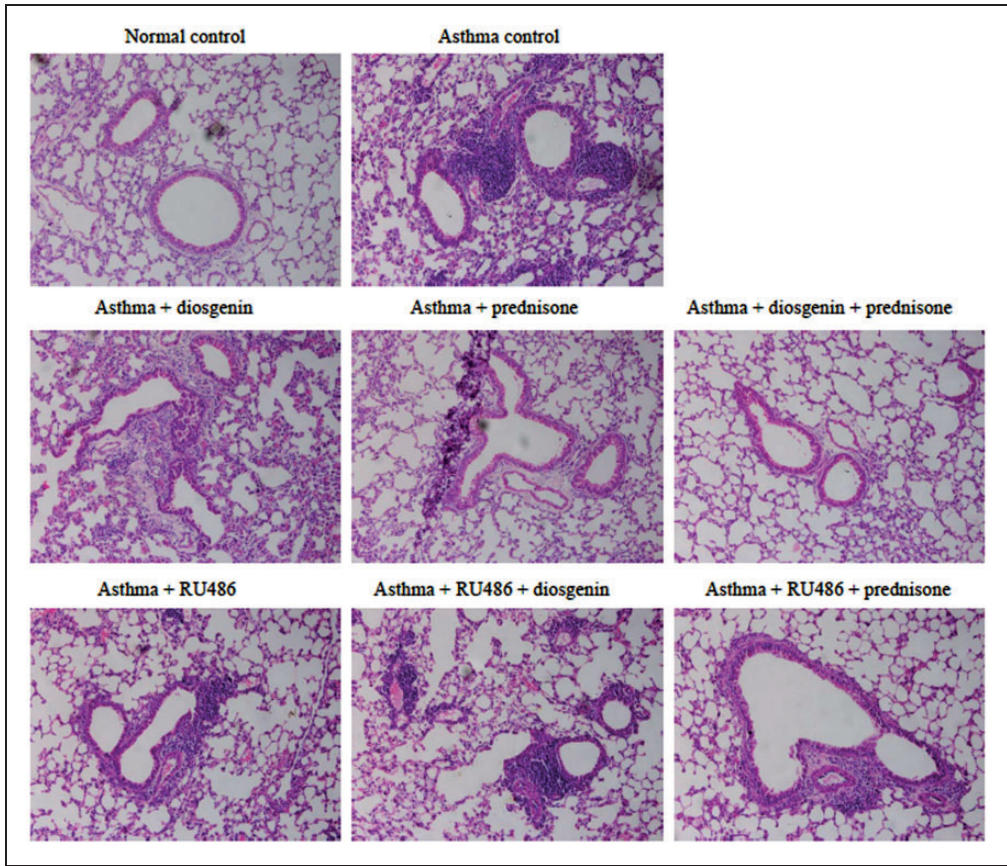 Normal control
Asthma control
Asthma + diosgenin
Asthma + prednisone
Asthma + diosgenin + prednisone
Asthma + RU486
Asthma + RU486 + diosgenin
Asthma + RU486 + prednisone